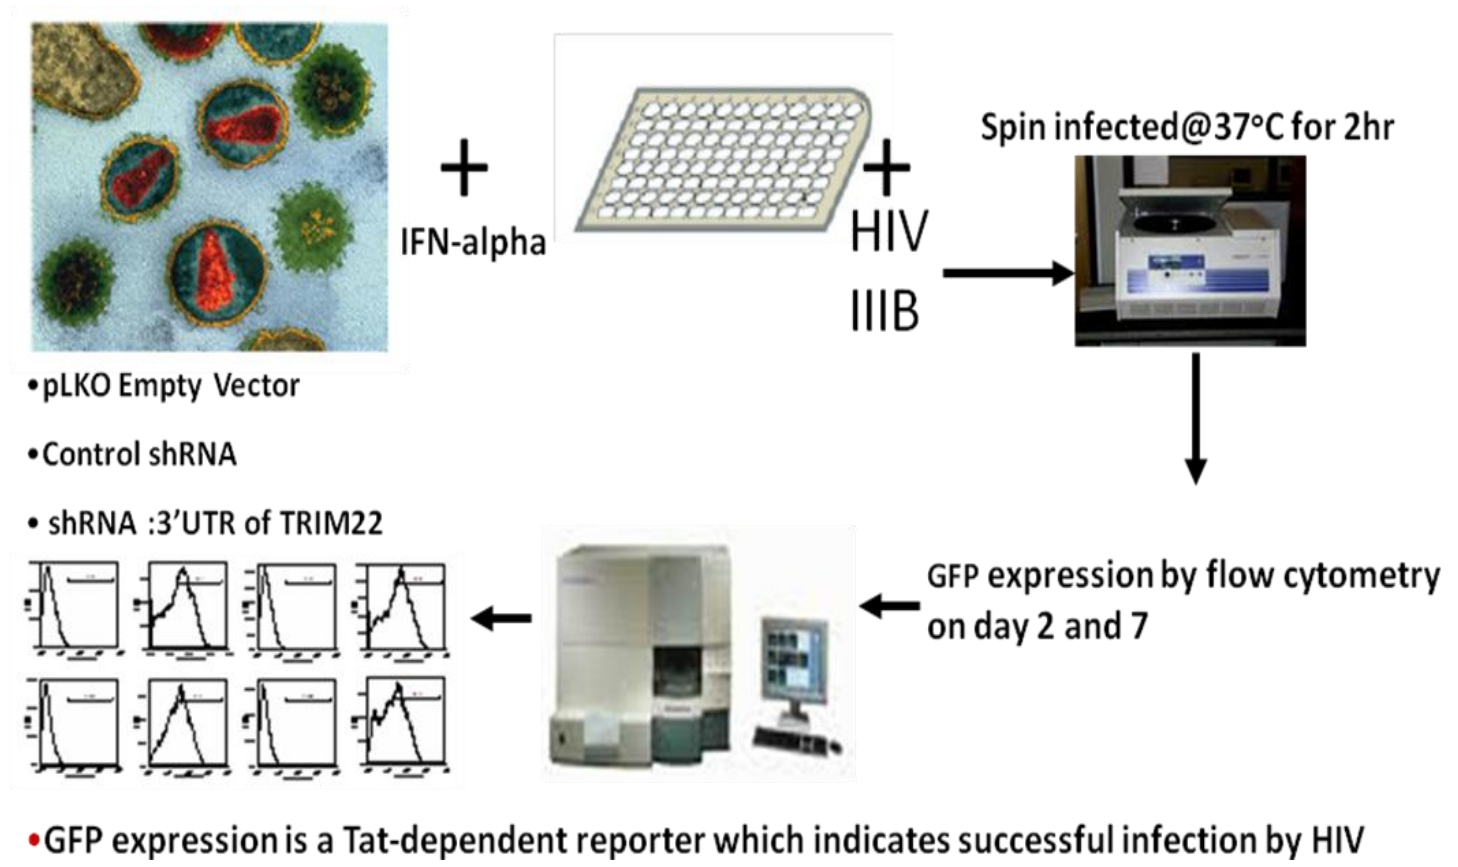 Spin infected@37°C for 2hr
+
+
IFN-alpha
HIV
IIIB
•pLKO Empty Vector
•Control shRNA
• shRNA :3'UTR of TRIM22
GFP expression by flow cytometry
on day 2 and 7
•GFP expression is a Tat-dependent reporter which indicates successful infection by HIV